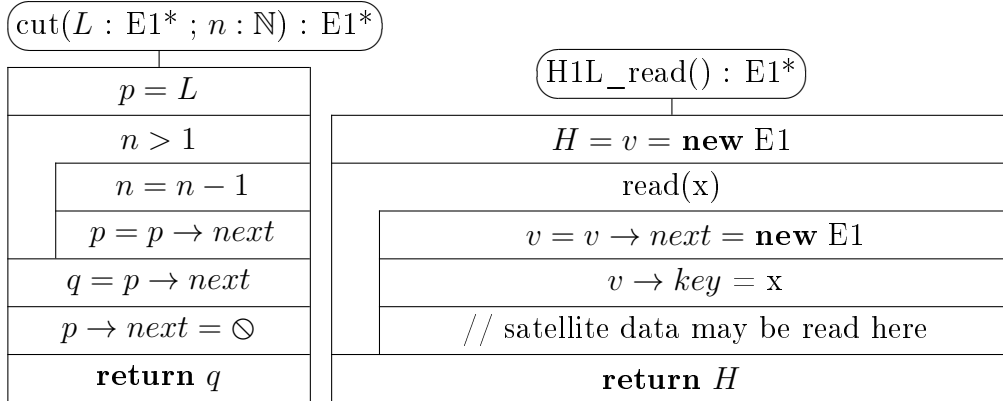 cut(L : E1* ; n : ℕ) : E1*
p = L
n > 1
n = n − 1
p = p → next
q = p → next
p → next = ⦸
return q
H1L_read() : E1*
H = v = new E1
read(x)
v = v → next = new E1
v → key = x
// satellite data may be read here
return H